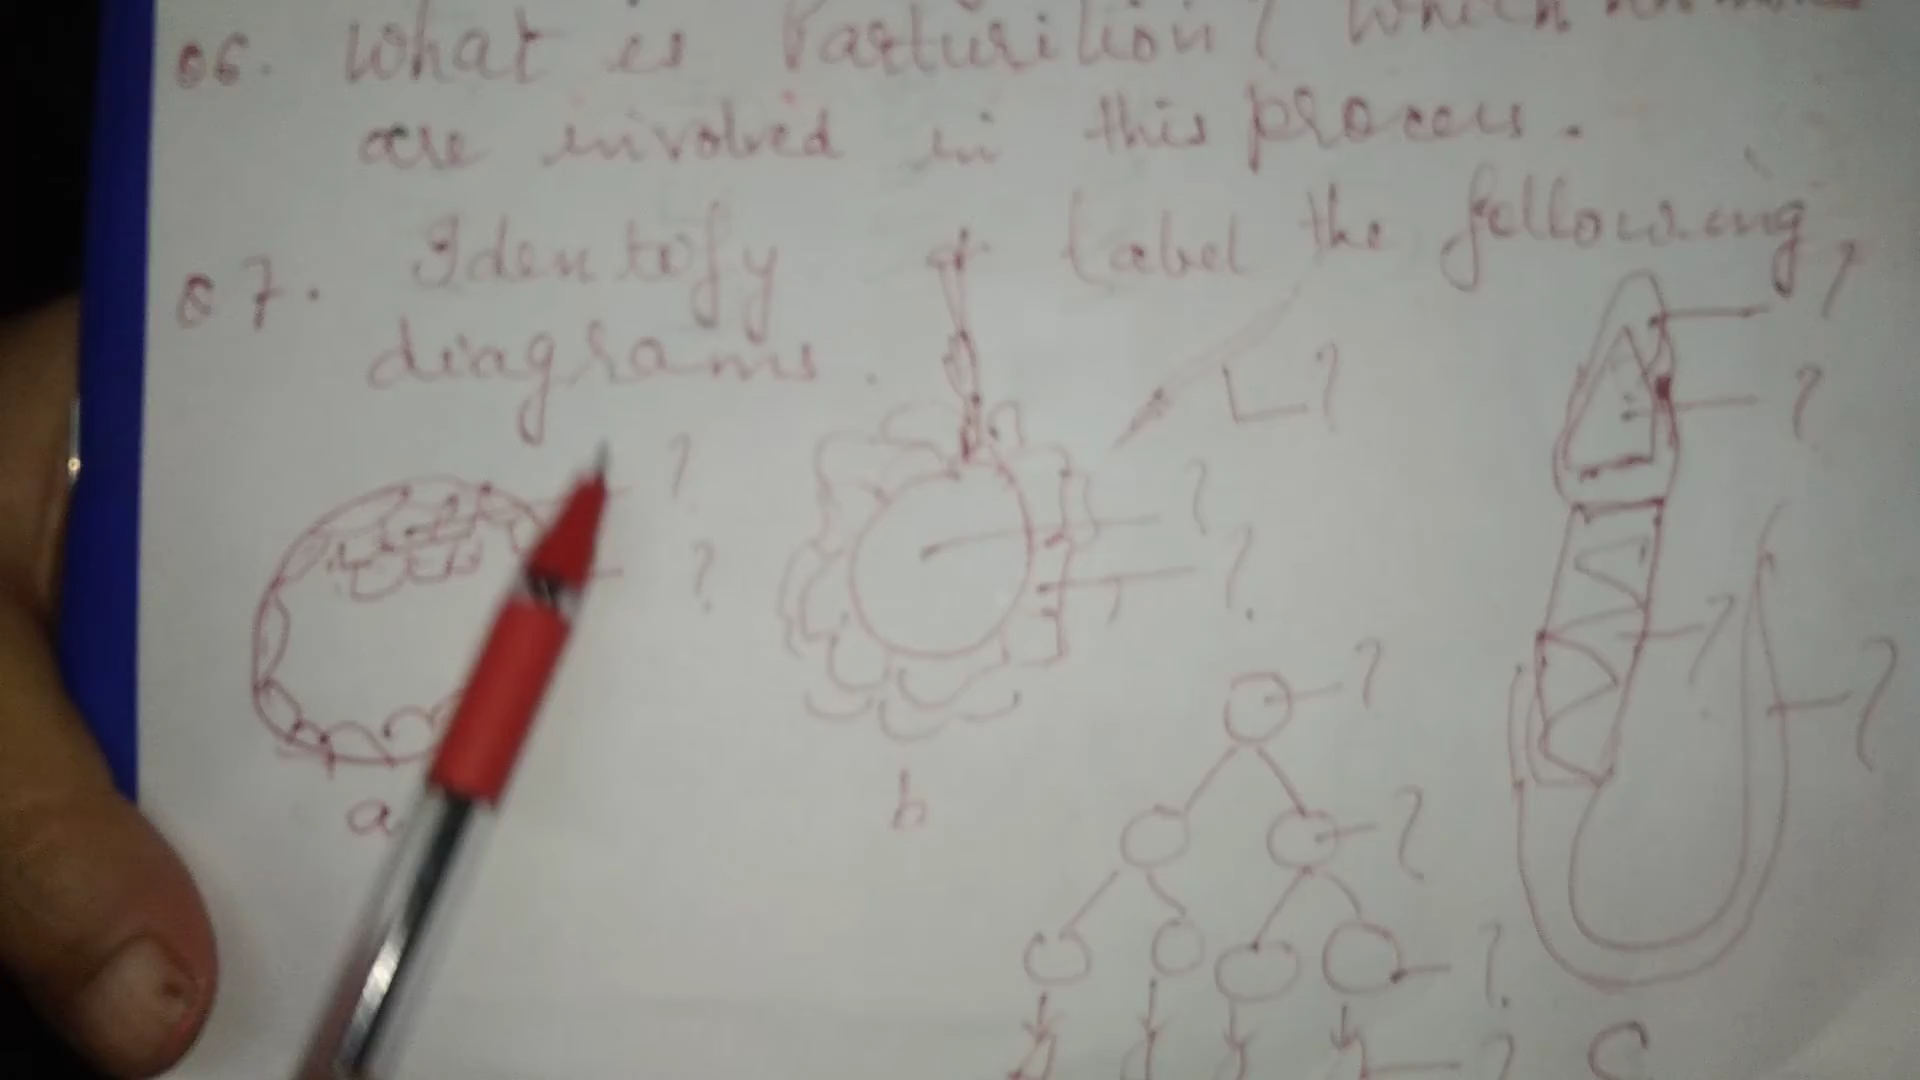 Q6. What is Parturition? Which
are involved in this process.
Q7. Identify & label the following
diagrams.
?
?
?
?
?
?
?
?
?
?
?
?
?
?
a
b
C